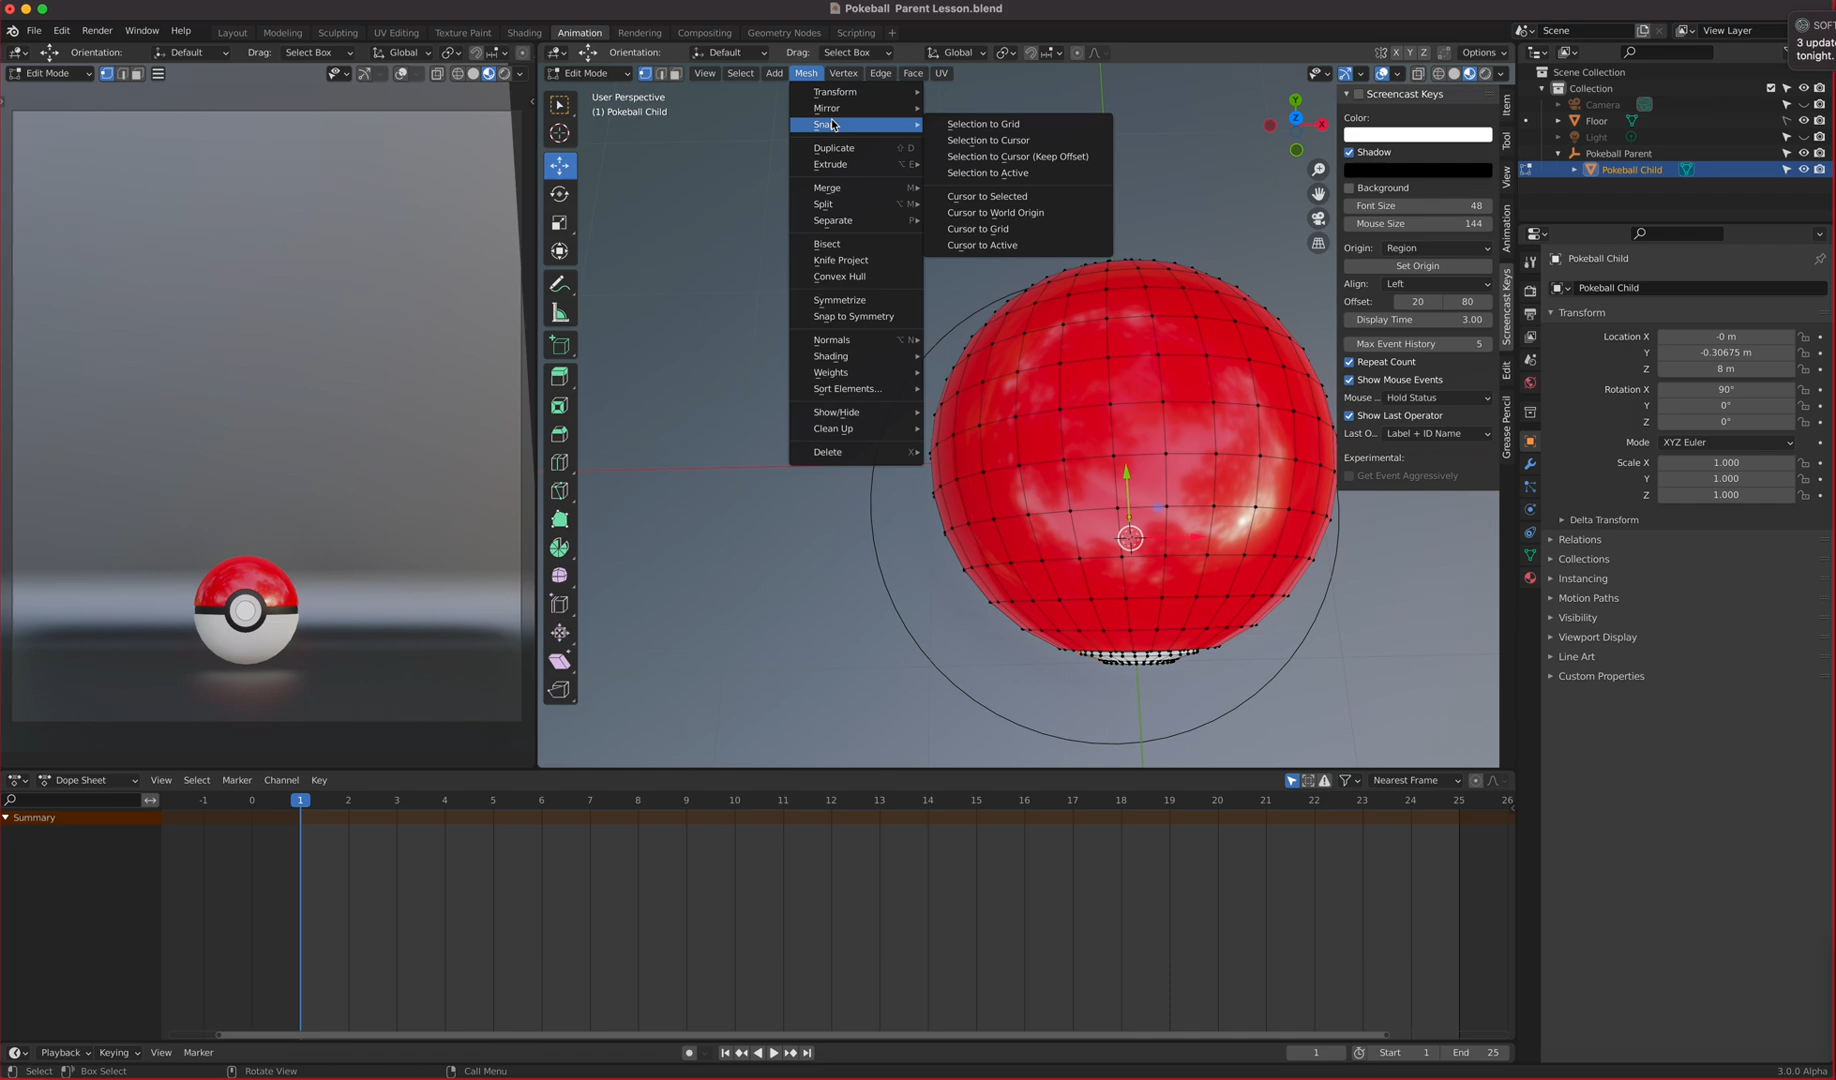 Pokeball Parent Lesson.blend
File Edit Render Window Help Layout Modeling Sculpting UV Editing Texture Paint Shading Animation Rendering Compositing Geometry Nodes Scripting +
Scene View Layer
SOFT
3 update
tonight.
Orientation: Default Drag: Select Box Global
Orientation: Default Drag: Select Box Global X Y Z Options
Edit Mode
Edit Mode View Select Add Mesh Vertex Edge Face UV
User Perspective
(1) Pokeball Child
Transform
Mirror
Snap
Duplicate ⇧ D
Extrude ⌥ E
Merge M
Split ⌥ M
Separate P
Bisect
Knife Project
Convex Hull
Symmetrize
Snap to Symmetry
Normals ⌥ N
Shading
Weights
Sort Elements...
Show/Hide
Clean Up
Delete X
Selection to Grid
Selection to Cursor
Selection to Cursor (Keep Offset)
Selection to Active
Cursor to Selected
Cursor to World Origin
Cursor to Grid
Cursor to Active
Y
Z
X
Screencast Keys
Color:
Shadow
Background
Font Size 48
Mouse Size 144
Origin: Region
Set Origin
Align: Left
Offset: 20 80
Display Time 3.00
Max Event History 5
Repeat Count
Show Mouse Events
Mouse ... Hold Status
Show Last Operator
Last O... Label + ID Name
Experimental:
Get Event Aggressively
Item
Tool
View
Animation
Screencast Keys
Edit
Grease Pencil
Scene Collection
Collection
Camera
Floor
Light
Pokeball Parent
Pokeball Child
Pokeball Child
Pokeball Child
Transform
Location X -0 m
Y -0.30675 m
Z 8 m
Rotation X 90°
Y 0°
Z 0°
Mode XYZ Euler
Scale X 1.000
Y 1.000
Z 1.000
Delta Transform
Relations
Collections
Instancing
Motion Paths
Visibility
Viewport Display
Line Art
Custom Properties
Dope Sheet View Select Marker Channel Key Nearest Frame
-1 0 1 2 3 4 5 6 7 8 9 10 11 12 13 14 15 16 17 18 19 20 21 22 23 24 25 26
Summary
Playback Keying View Marker 1 Start 1 End 25
Select Box Select Rotate View Call Menu 3.0.0 Alpha